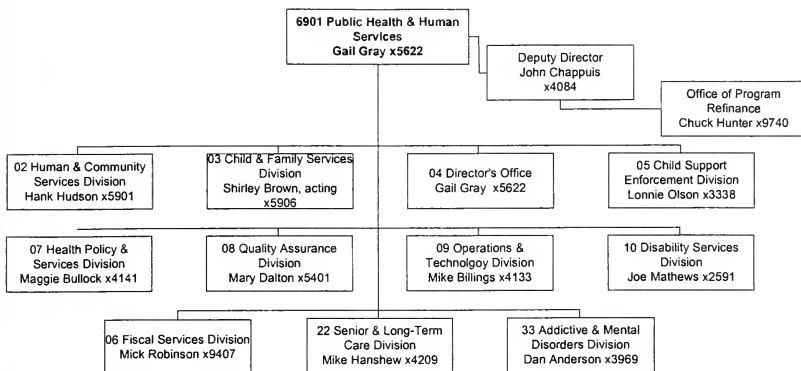 6901 Public Health & Human
Services
Gail Gray x5622
Deputy Director
John Chappuis
x4084
Office of Program
Refinance
Chuck Hunter x9740
02 Human & Community
Services Division
Hank Hudson x5901
03 Child & Family Services
Division
Shirley Brown, acting
x5906
04 Director's Office
Gail Gray x5622
05 Child Support
Enforcement Division
Lonnie Olson x3338
07 Health Policy &
Services Division
Maggie Bullock x4141
08 Quality Assurance
Division
Mary Dalton x5401
09 Operations &
Technolgoy Division
Mike Billings x4133
10 Disability Services
Division
Joe Mathews x2591
06 Fiscal Services Division
Mick Robinson x9407
22 Senior & Long-Term
Care Division
Mike Hanshew x4209
33 Addictive & Mental
Disorders Division
Dan Anderson x3969